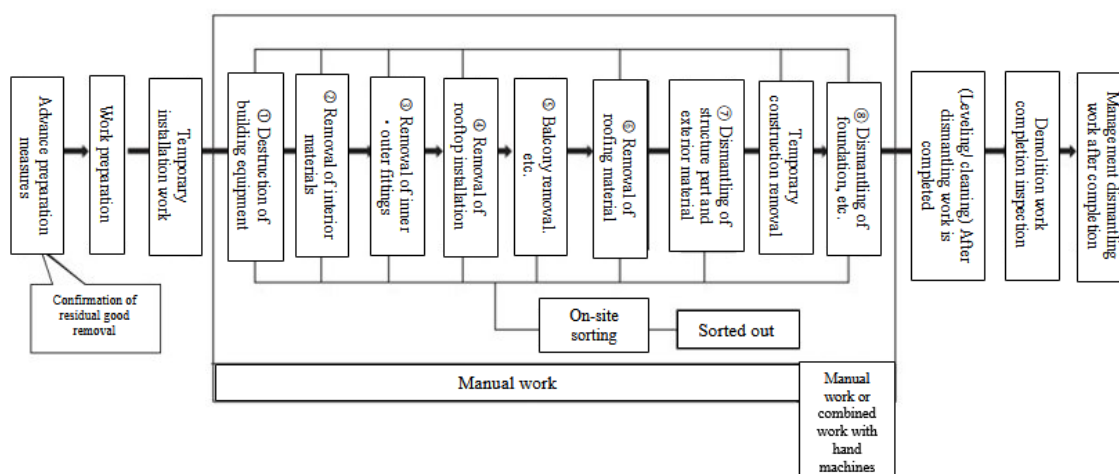 Advance preparation
measures
Work preparation
Temporary
installation work
① Destruction of
building equipment
② Removal of interior
materials
③ Removal of inner
・outer fittings
④ Removal of
rooftop installation
⑤ Balcony removal.
etc.
⑥ Removal of
roofing material
⑦ Dismantling of
structure part and
exterior material
Temporary
construction removal
⑧ Dismantling of
foundation, etc.
(Leveling/ cleaning) After
dismantling work is
completed
Demolition work
completion inspection
Management dismantling
work after completion
Confirmation of
residual good
removal
On-site
sorting
Sorted out
Manual work
Manual
work or
combined
work with
hand
machines